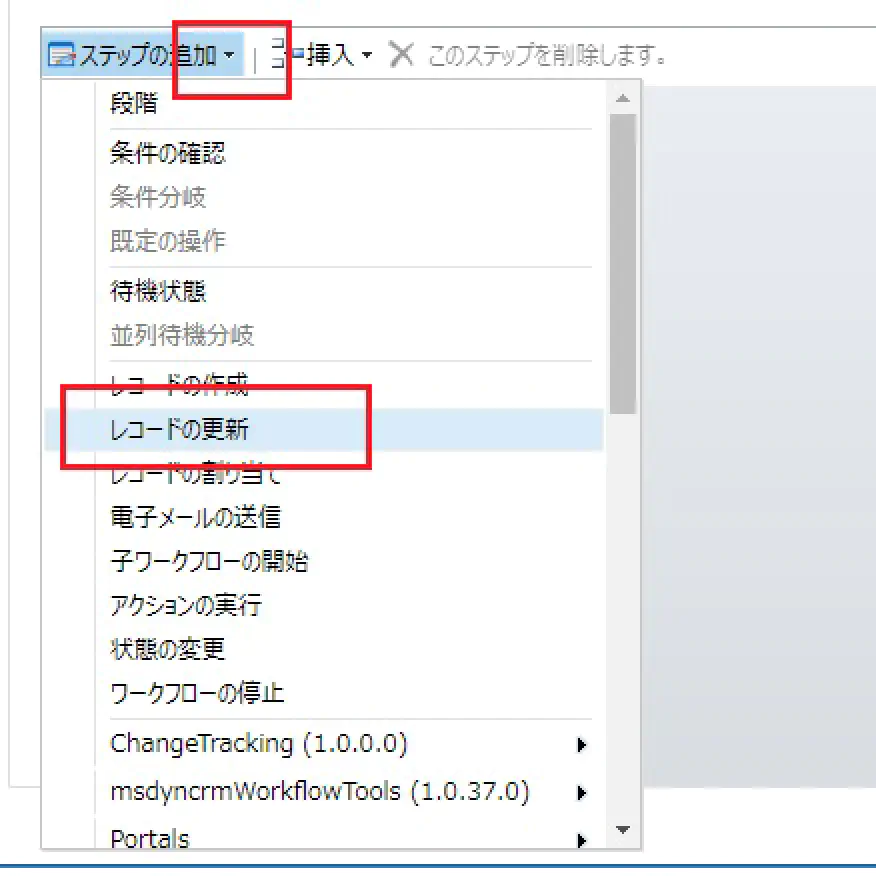 ステップの追加 挿入 このステップを削除します。
段階
条件の確認
条件分岐
既定の操作
待機状態
並列待機分岐
レコードの作成
レコードの更新
レコードの割り当て
電子メールの送信
子ワークフローの開始
アクションの実行
状態の変更
ワークフローの停止
ChangeTracking (1.0.0.0)
msdyncrmWorkflowTools (1.0.37.0)
Portals